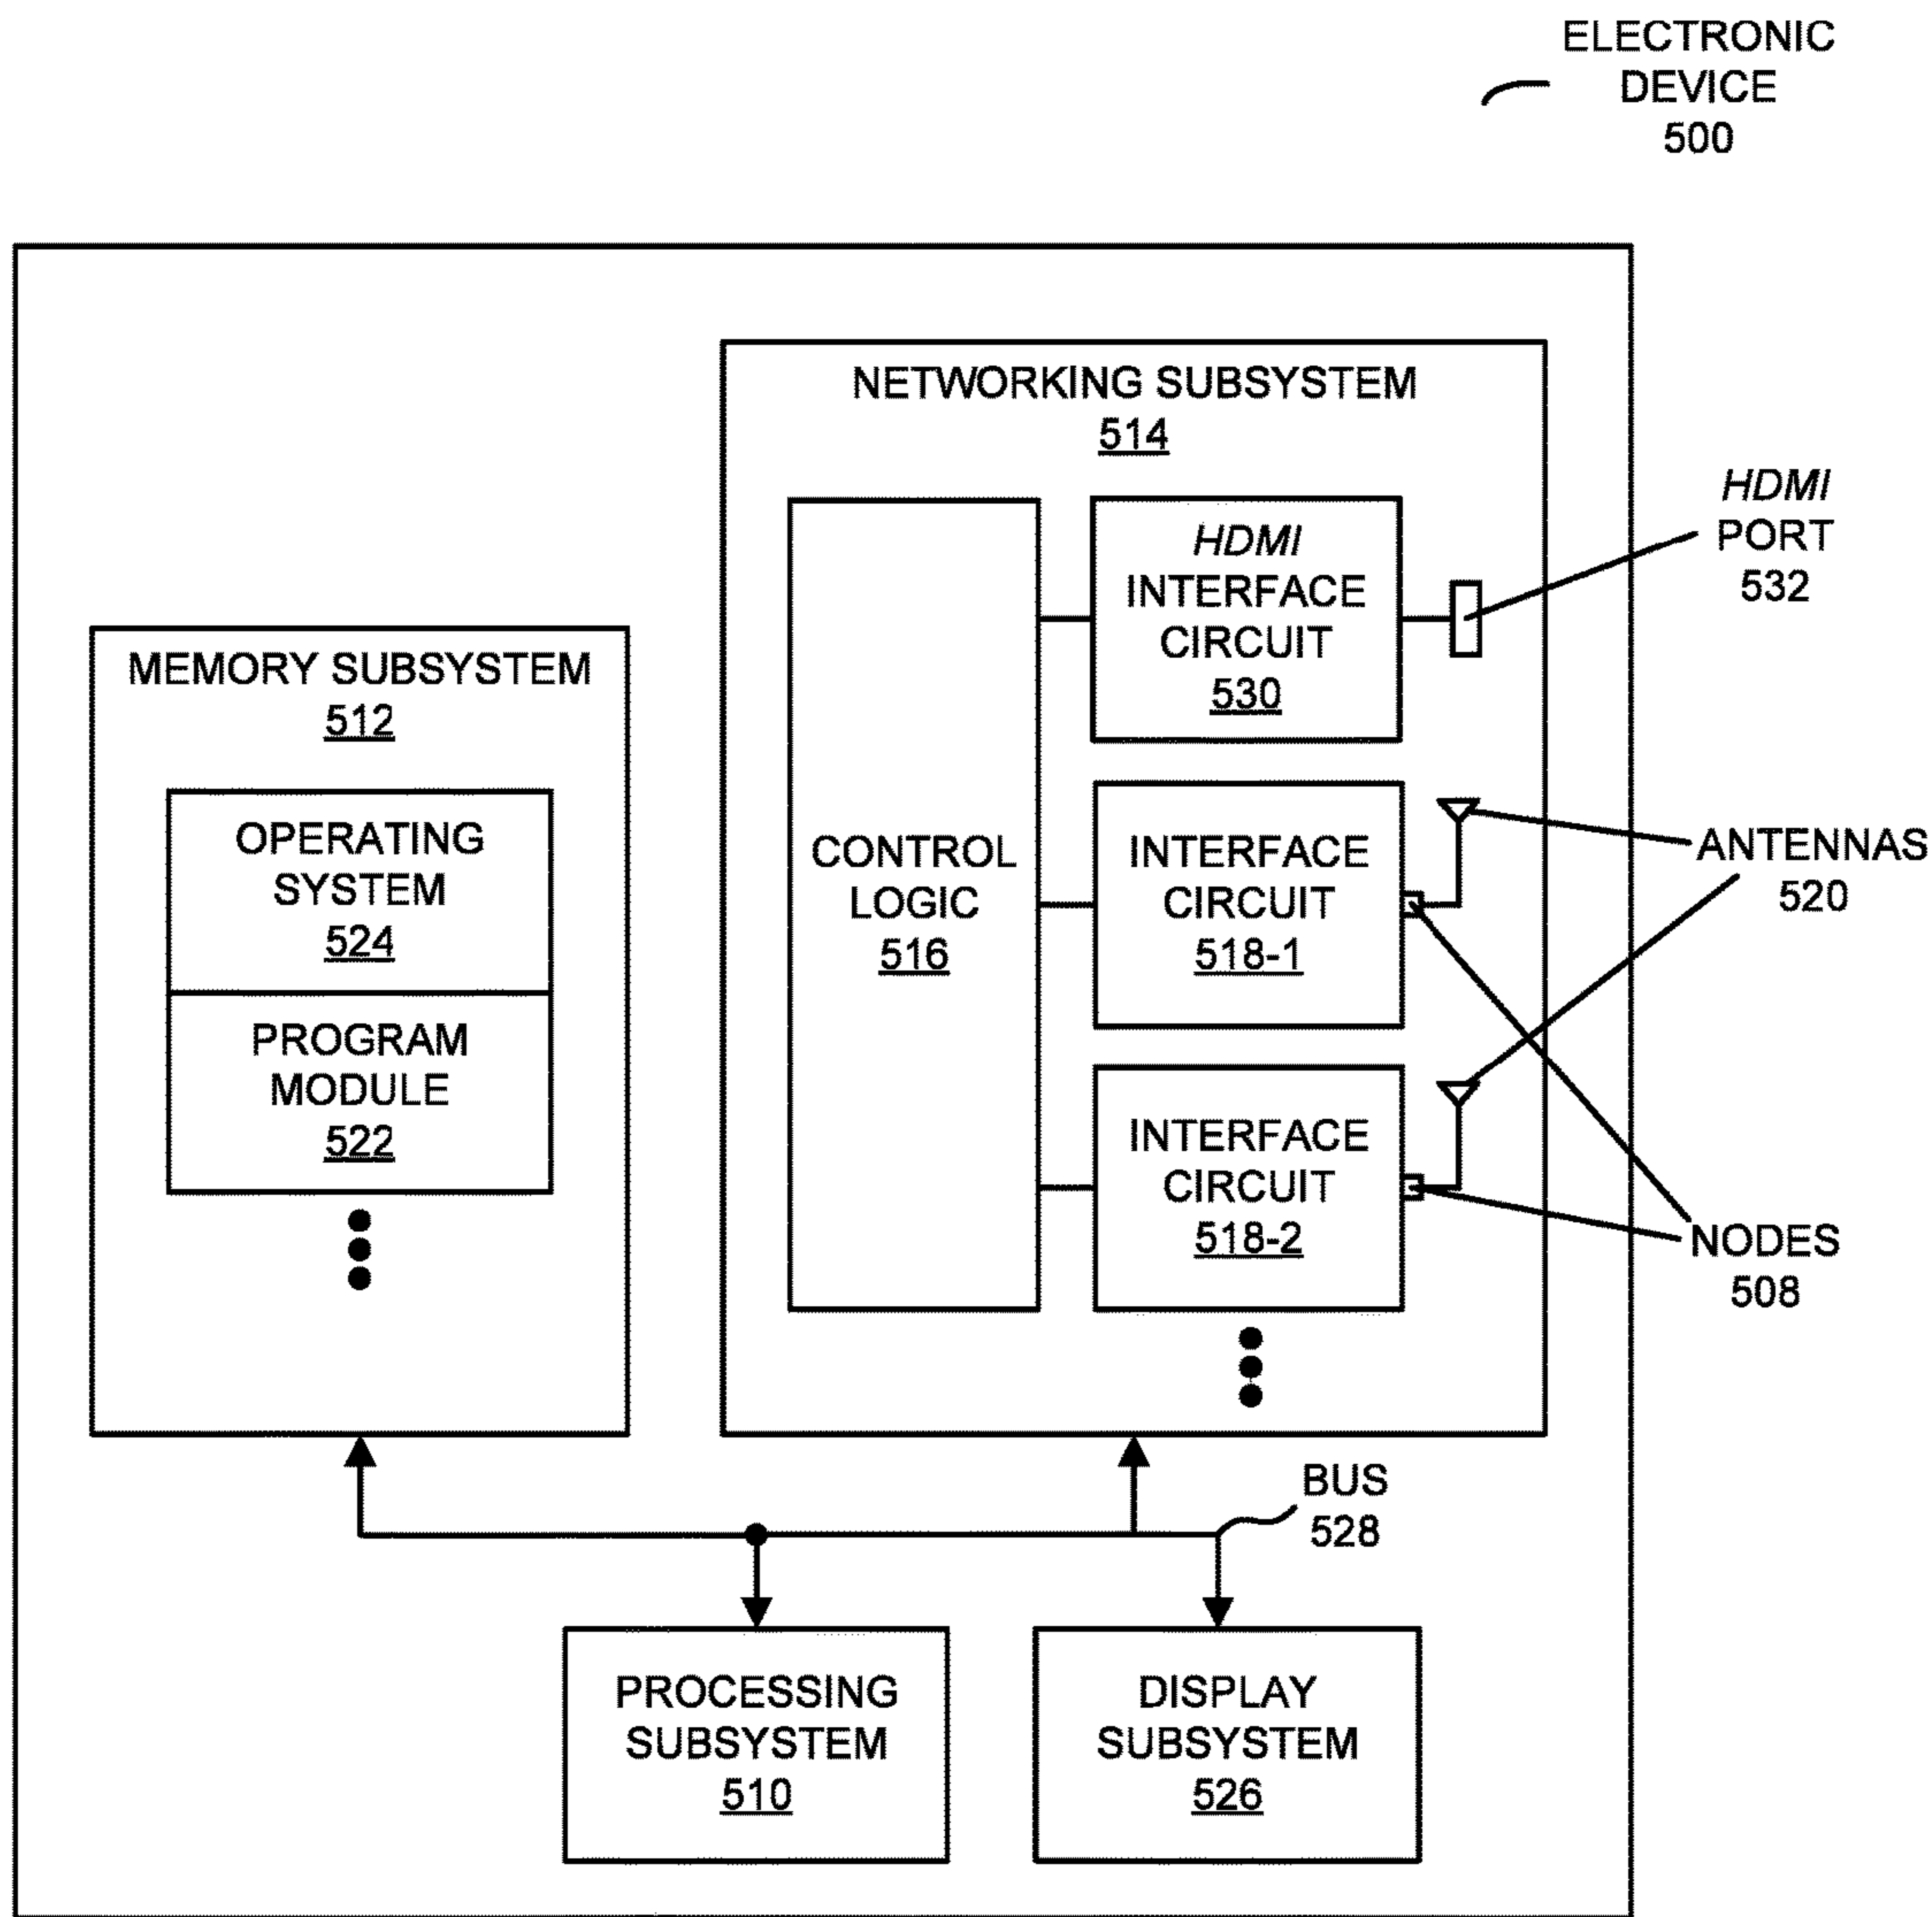 ELECTRONIC
DEVICE
500
NETWORKING SUBSYSTEM
514
HDMI
INTERFACE
CIRCUIT
530
HDMI
PORT
532
MEMORY SUBSYSTEM
512
OPERATING
SYSTEM
524
PROGRAM
MODULE
522
CONTROL
LOGIC
516
INTERFACE
CIRCUIT
518-1
ANTENNAS
520
INTERFACE
CIRCUIT
518-2
NODES
508
BUS
528
PROCESSING
SUBSYSTEM
510
DISPLAY
SUBSYSTEM
526